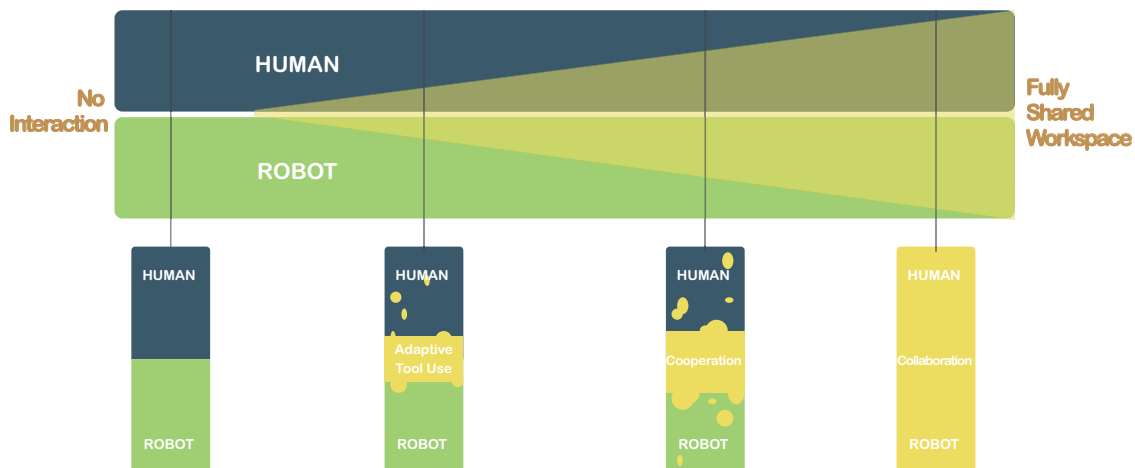 HUMAN
No
Interaction
Fully
Shared
Workspace
ROBOT
HUMAN
ROBOT
HUMAN
Adaptive
Tool Use
ROBOT
HUMAN
Cooperation
ROBOT
HUMAN
Collaboration
ROBOT